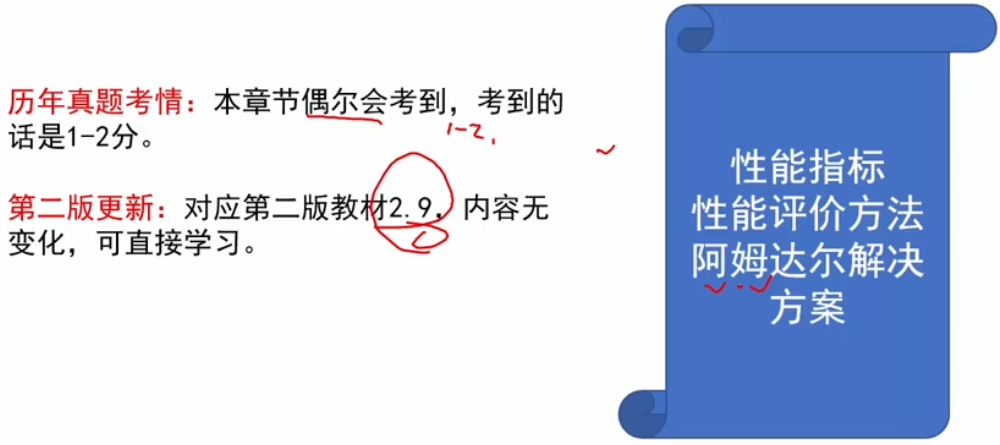 历年真题考情：本章节偶尔会考到，考到的
话是1-2分。
1-2.
第二版更新：对应第二版教材2.9，内容无
变化，可直接学习。
性能指标
性能评价方法
阿姆达尔解决
方案